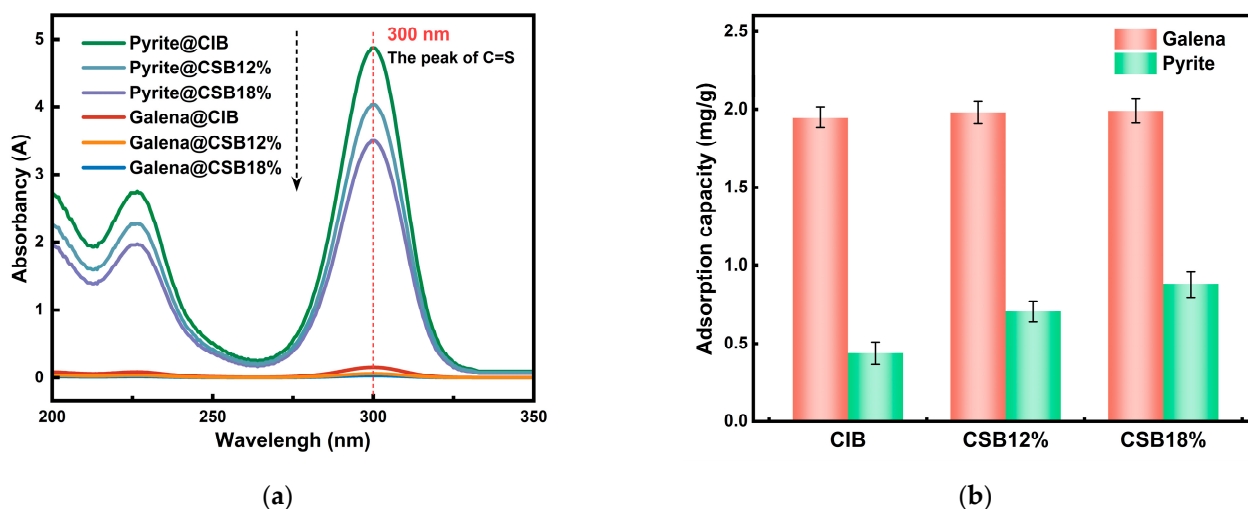 300 nm
The peak of C=S
Pyrite@CIB
Pyrite@CSB12%
Pyrite@CSB18%
Galena@CIB
Galena@CSB12%
Galena@CSB18%
Absorbancy (A)
5
4
3
2
1
0
200
250
300
350
Wavelengh (nm)
(a)
Galena
Pyrite
Adsorption capacity (mg/g)
2.5
2.0
1.5
1.0
0.5
0.0
CIB
CSB12%
CSB18%
(b)